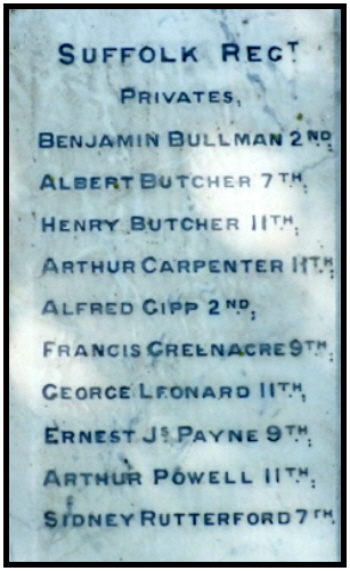 SUFFOLK REGT
PRIVATES,
BENJAMIN BULLMAN 2ND;
ALBERT BUTCHER 7TH;
HENRY BUTCHER 11TH;
ARTHUR CARPENTER 11TH;
ALFRED GIPP 2ND;
FRANCIS GREENACRE 9TH;
GEORGE LEONARD 11TH;
ERNEST JS PAYNE 9TH;
ARTHUR POWELL 11TH;
SIDNEY RUTTERFORD 7TH